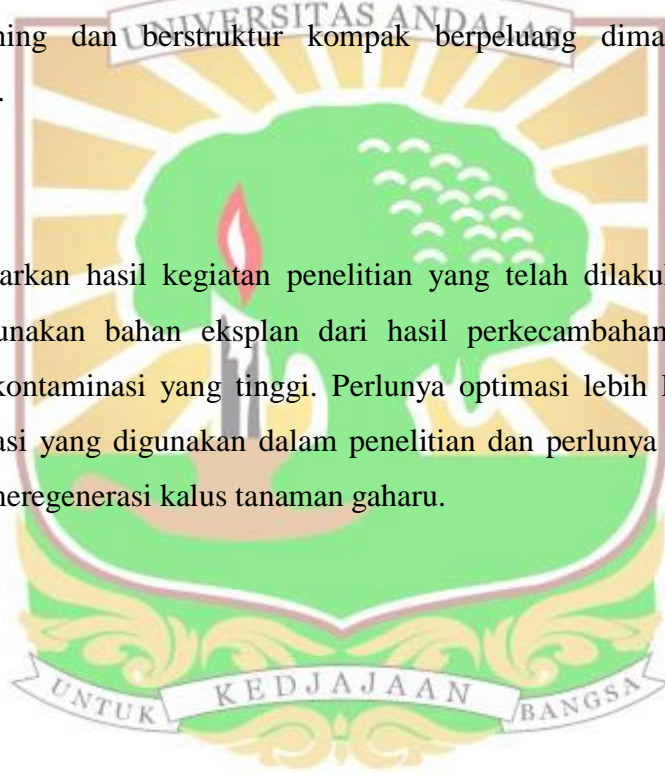 UNIVERSITAS ANDALAS
ning dan berstruktur kompak berpeluang dima
.
arkan hasil kegiatan penelitian yang telah dilakul
unakan bahan eksplan dari hasil perkecambahan
kontaminasi yang tinggi. Perlunya optimasi lebih l
asi yang digunakan dalam penelitian dan perlunya
meregenerasi kalus tanaman gaharu.
UNTUK KEDJAJAAN BANGSA